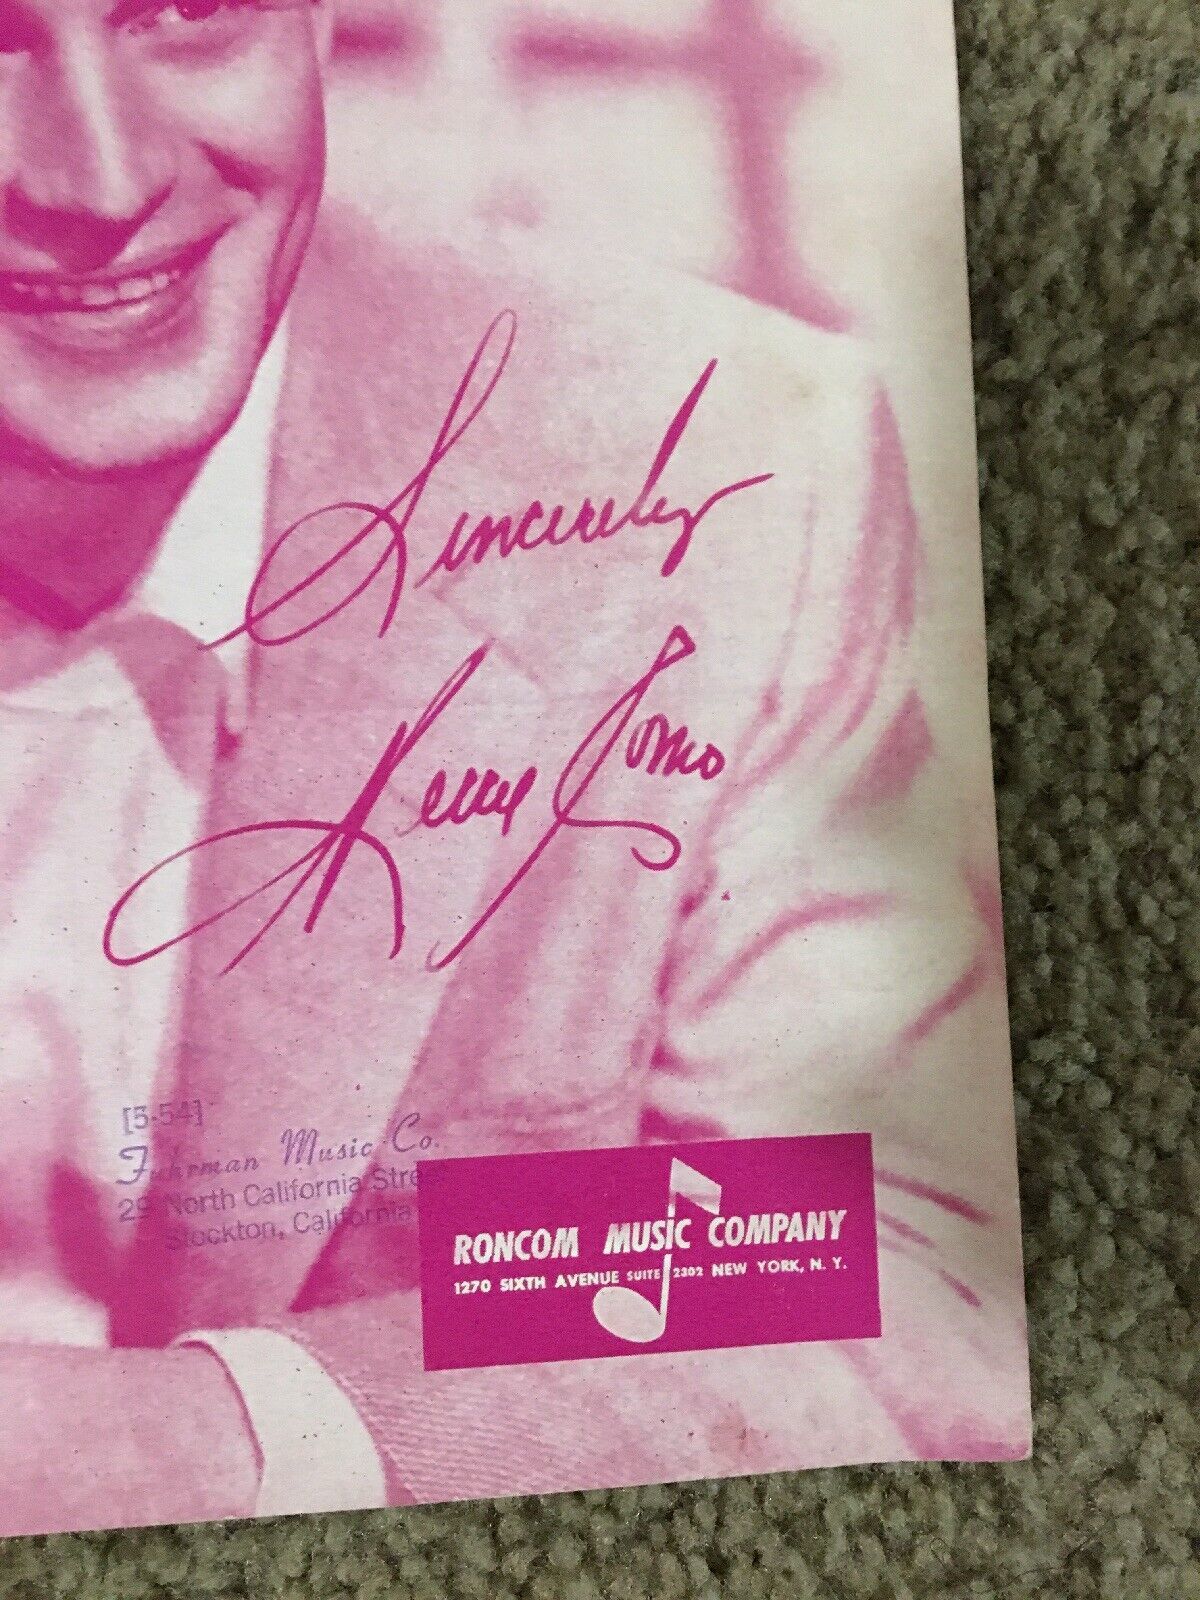 Sincerely
Perry Como
[5-54]
Fuhrman Music Co.
29 North California Street
Stockton, California
RONCOM MUSIC COMPANY
1270 SIXTH AVENUE SUITE 2302 NEW YORK, N. Y.